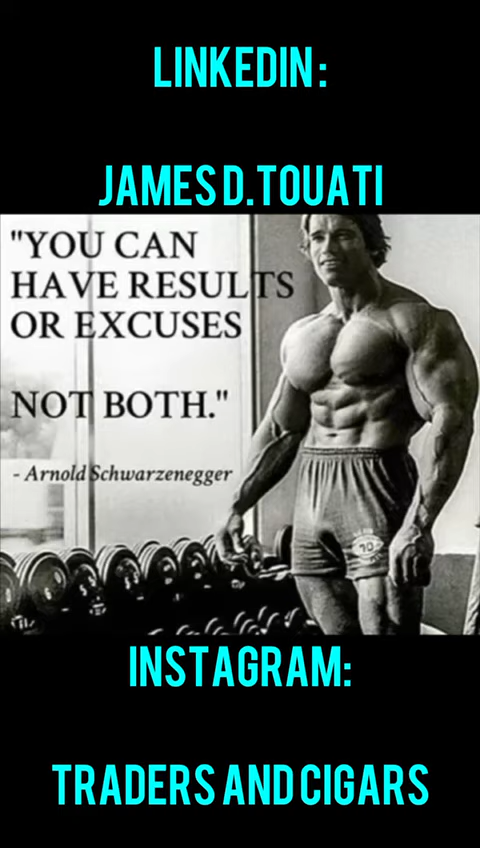 LINKEDIN:
JAMES D. TOUATI
"YOU CAN
HAVE RESULTS
OR EXCUSES
NOT BOTH."
- Arnold Schwarzenegger
INSTAGRAM:
TRADERS AND CIGARS